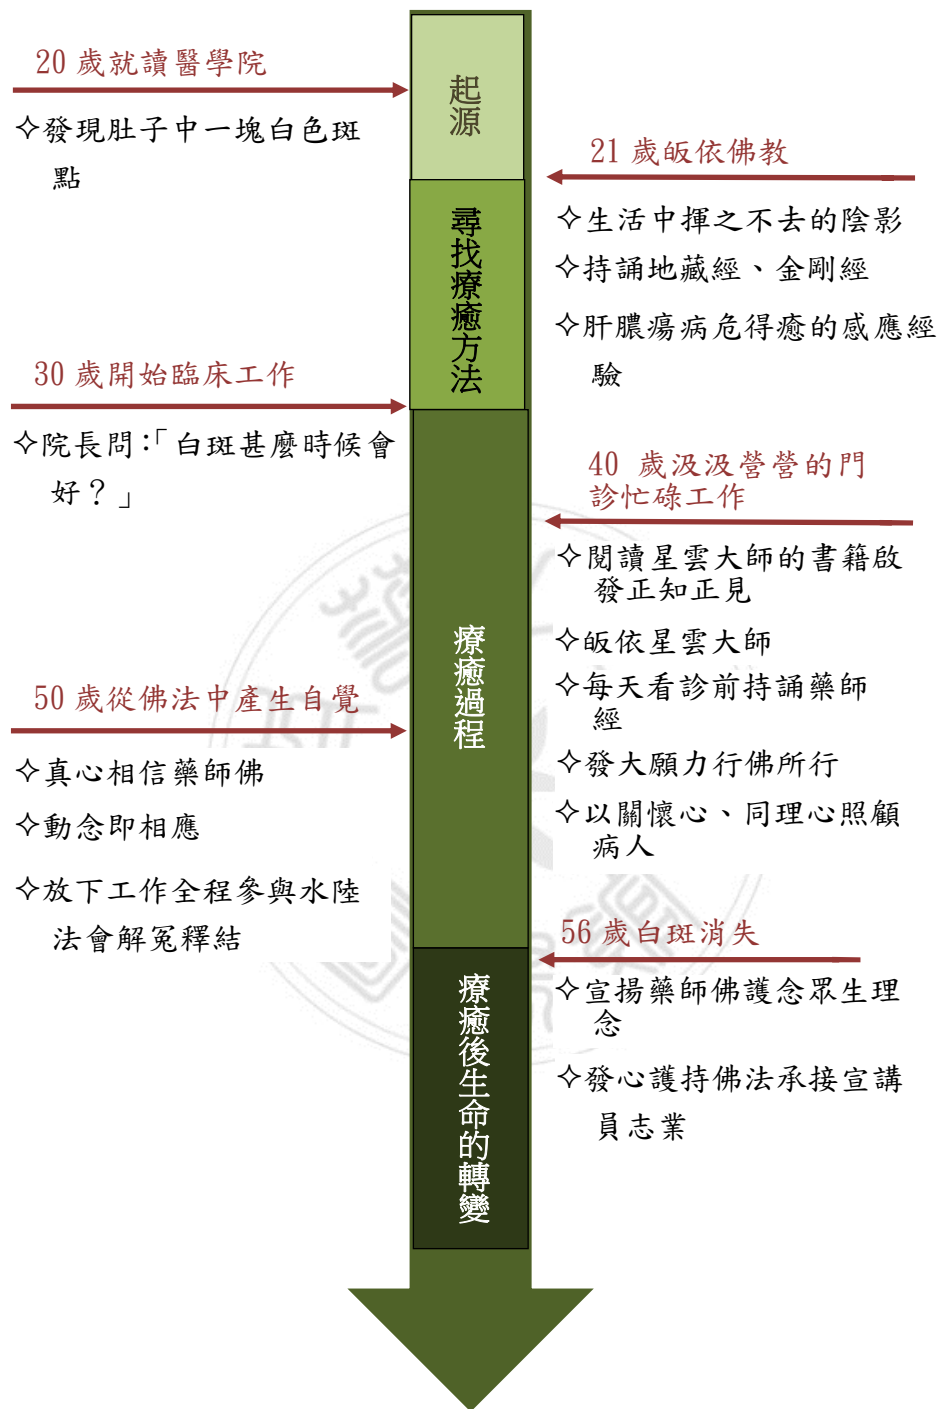 20 歲就讀醫學院
✧發現肚子中一塊白色斑
點
起源
21 歲皈依佛教
✧生活中揮之不去的陰影
✧持誦地藏經、金剛經
✧肝膿瘍病危得癒的感應經
驗
尋找療癒方法
30 歲開始臨床工作
✧院長問：「白斑甚麼時候會
好？」
40 歲汲汲營營的門
診忙碌工作
✧閱讀星雲大師的書籍啟
發正知正見
✧皈依星雲大師
✧每天看診前持誦藥師
經
✧發大願力行佛所行
✧以關懷心、同理心照顧
病人
療癒過程
50 歲從佛法中產生自覺
✧真心相信藥師佛
✧動念即相應
✧放下工作全程參與水陸
法會解冤釋結
56 歲白斑消失
✧宣揚藥師佛護念眾生理
念
✧發心護持佛法承接宣講
員志業
療癒後生命的轉變